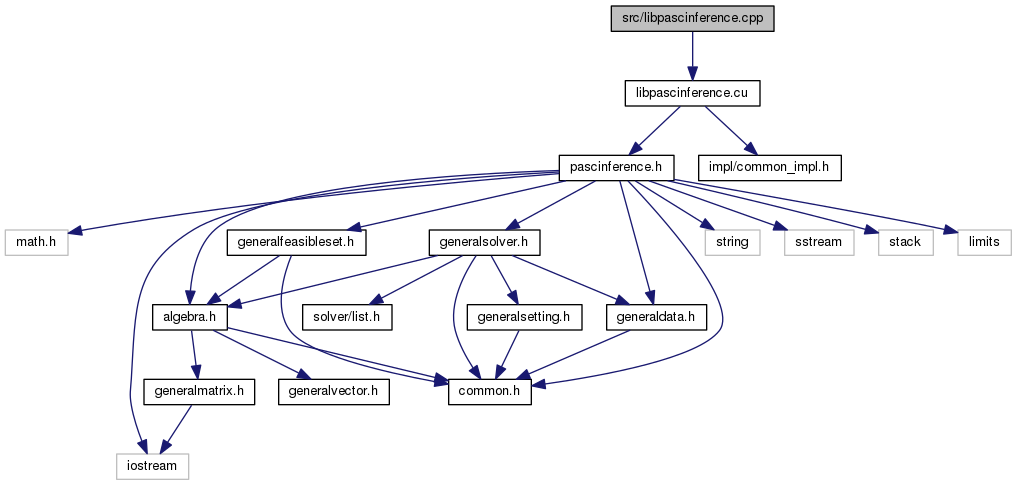 src/libpascinference.cpp
libpascinference.cu
pascinference.h
impl/common_impl.h
math.h
generalfeasibleset.h
generalsolver.h
string
sstream
stack
limits
algebra.h
solver/list.h
generalsetting.h
generaldata.h
generalmatrix.h
generalvector.h
common.h
iostream